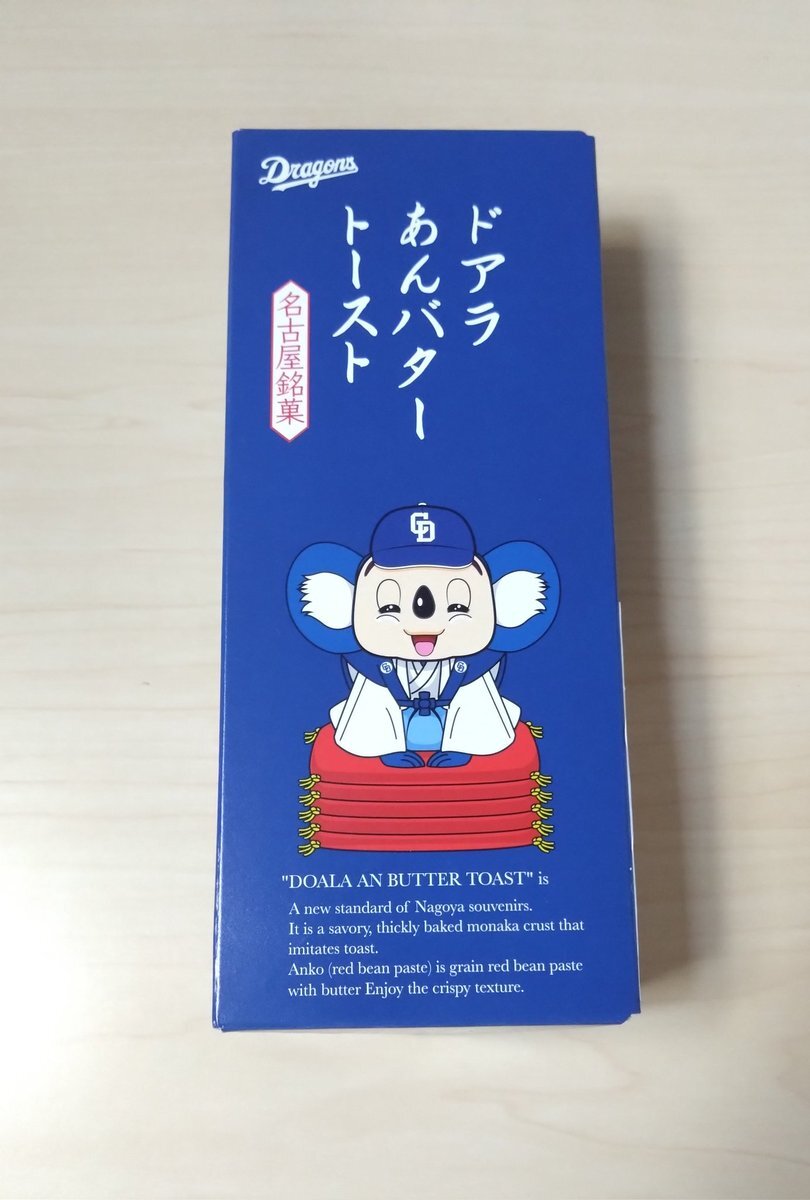 Dragons
ドアラ
あんバター
トースト
名古屋銘菓
CD
CD
CD
"DOALA AN BUTTER TOAST" is
A new standard of Nagoya souvenirs.
It is a savory, thickly baked monaka crust that
imitates toast.
Anko (red bean paste) is grain red bean paste
with butter Enjoy the crispy texture.